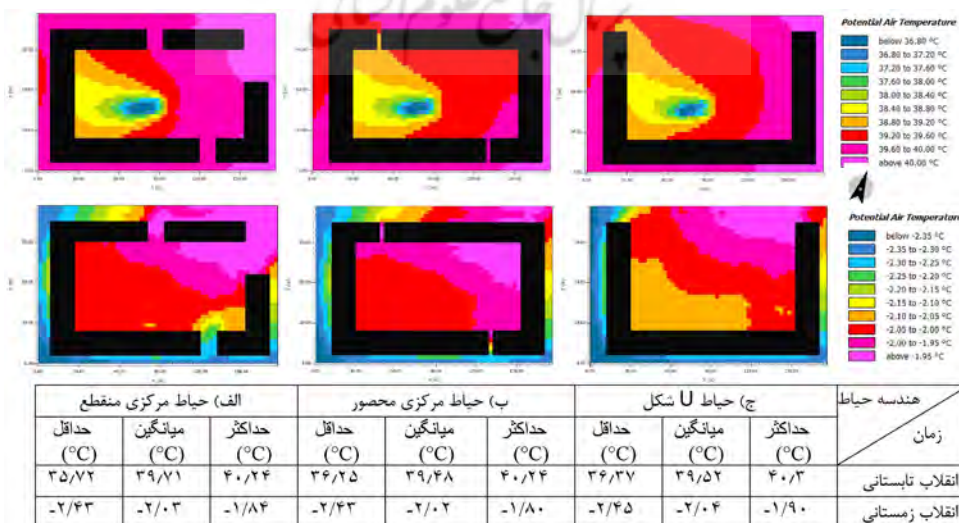 Potential Air Temperature
below 36.80 °C
36.80 to 37.20 °C
37.20 to 37.60 °C
37.60 to 38.00 °C
38.00 to 38.40 °C
38.40 to 38.80 °C
38.80 to 39.20 °C
39.20 to 39.60 °C
39.60 to 40.00 °C
above 40.00 °C
Potential Air Temperature
below -2.35 °C
-2.35 to -2.30 °C
-2.30 to -2.25 °C
-2.25 to -2.20 °C
-2.20 to -2.15 °C
-2.15 to -2.10 °C
-2.10 to -2.05 °C
-2.05 to -2.00 °C
-2.00 to -1.95 °C
above -1.95 °C
هندسه حیاط ج) حیاط U شکل ب) حیاط مرکزی محصور الف) حیاط مرکزی منقطع
زمان حداکثر میانگین حداقل حداکثر میانگین حداقل حداکثر میانگین حداقل
(°C) (°C) (°C) (°C) (°C) (°C) (°C) (°C) (°C)
انقلاب تابستانی ۴۰٫۳ ۳۹٫۵۲ ۳۶٫۳۷ ۴۰٫۲۴ ۳۹٫۴۸ ۳۶٫۲۵ ۴۰٫۲۴ ۳۹٫۷۱ ۳۵٫۷۲
انقلاب زمستانی -۱/۹۰ -۲/۰۴ -۲/۴۵ -۱/۸۰ -۲/۰۲ -۲/۴۳ -۱/۸۴ -۲/۰۳ -۲/۴۳